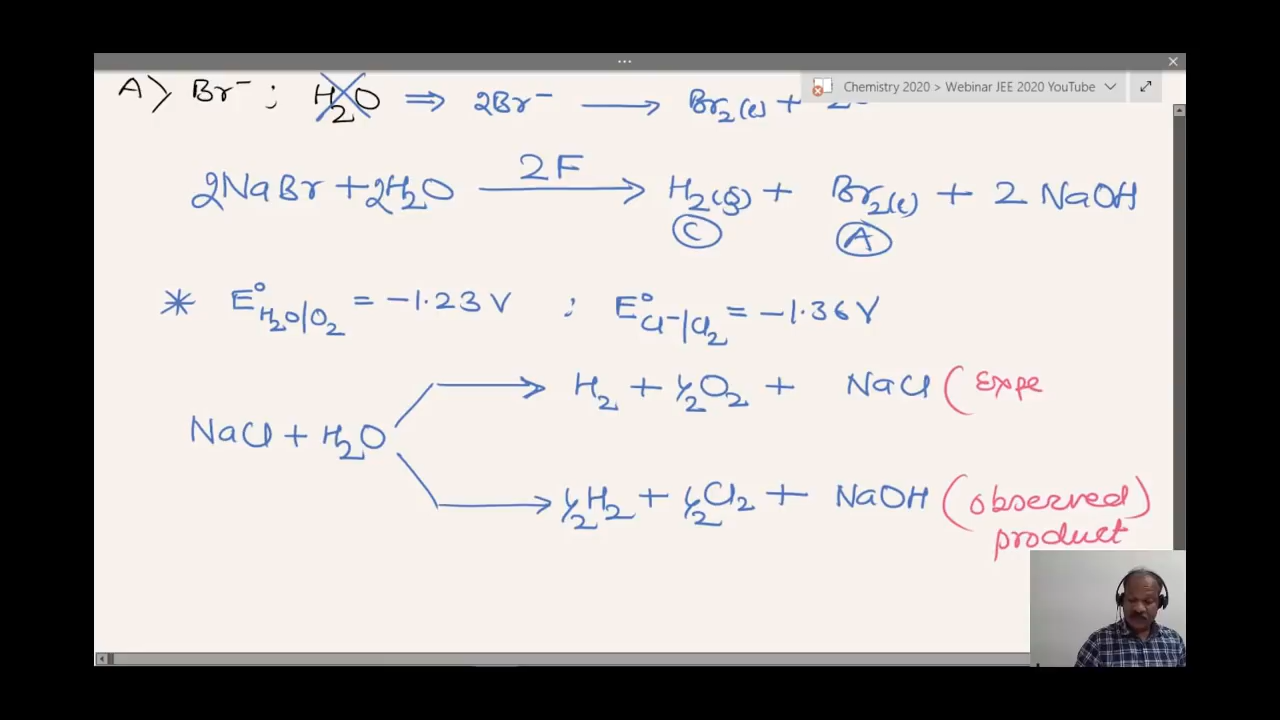 ...
Chemistry 2020 > Webinar JEE 2020 YouTube
A) Br⁻ ; H₂O ⇒ 2Br⁻ ⟶ Br₂(l) +
2F
2NaBr + 2H₂O ⟶ H₂(g) + Br₂(l) + 2 NaOH
C A
* E°H₂O/O₂ = -1.23 V ; E°Cl⁻/Cl₂ = -1.36 V
H₂ + ½O₂ + NaCl (Expe
NaCl + H₂O
½H₂ + ½Cl₂ + NaOH (observed)
product